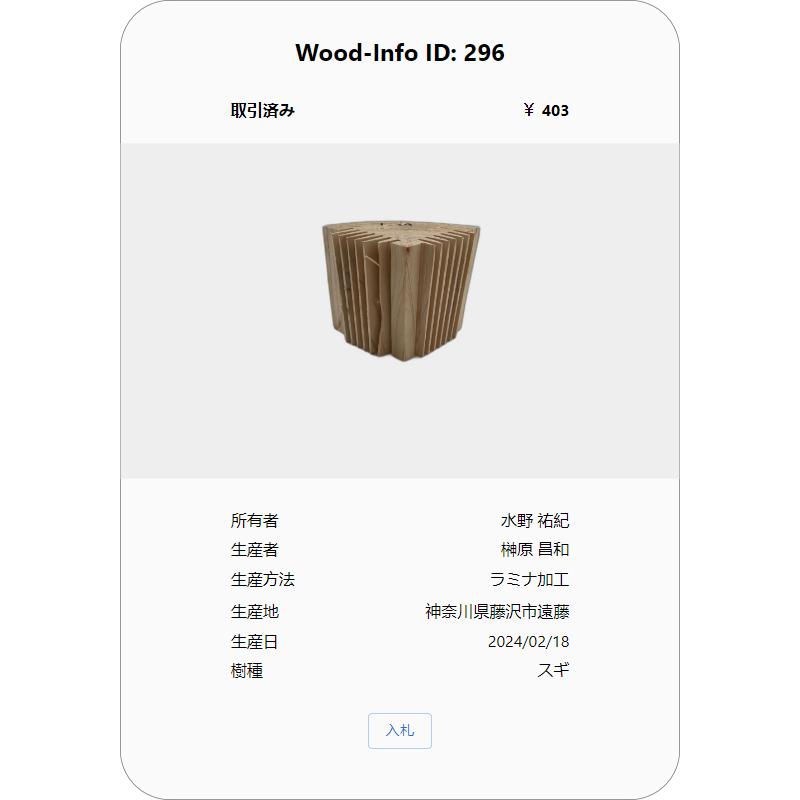 Wood-Info ID: 296
取引済み ¥ 403
所有者 水野 祐紀
生産者 榊原 昌和
生産方法 ラミナ加工
生産地 神奈川県藤沢市遠藤
生産日 2024/02/18
樹種 スギ
入札